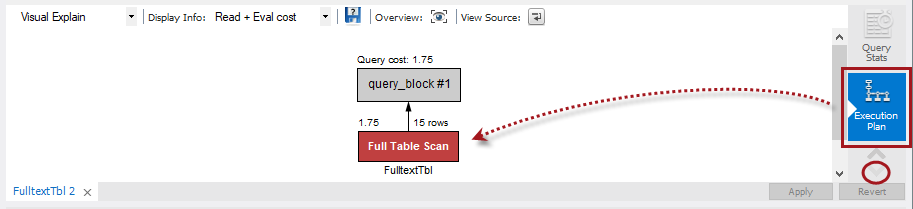 Visual Explain Display Info: Read + Eval cost Overview: View Source:
Query Stats
Query cost: 1.75
query_block #1
1.75 15 rows
Full Table Scan
FulltextTbl
Execution Plan
FulltextTbl 2
Apply Revert